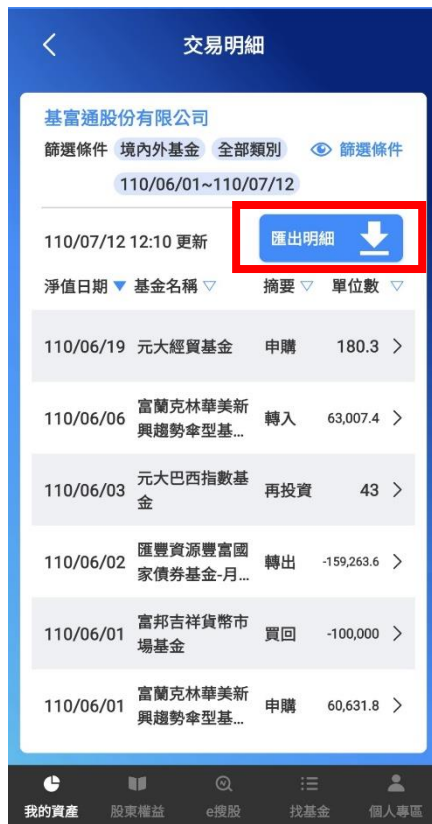 交易明細
基富通股份有限公司
篩選條件 境內外基金 全部類別 篩選條件
110/06/01~110/07/12
110/07/12 12:10 更新 匯出明細
淨值日期 基金名稱 摘要 單位數
110/06/19 元大經貿基金 申購 180.3
110/06/06 富蘭克林華美新 轉入 63,007.4
興趨勢傘型基...
110/06/03 元大巴西指數基 再投資 43
金
110/06/02 匯豐資源豐富國 轉出 -159,263.6
家債券基金-月...
110/06/01 富邦吉祥貨幣市 買回 -100,000
場基金
110/06/01 富蘭克林華美新 申購 60,631.8
興趨勢傘型基...
我的資產 股東權益 e搜股 找基金 個人專區